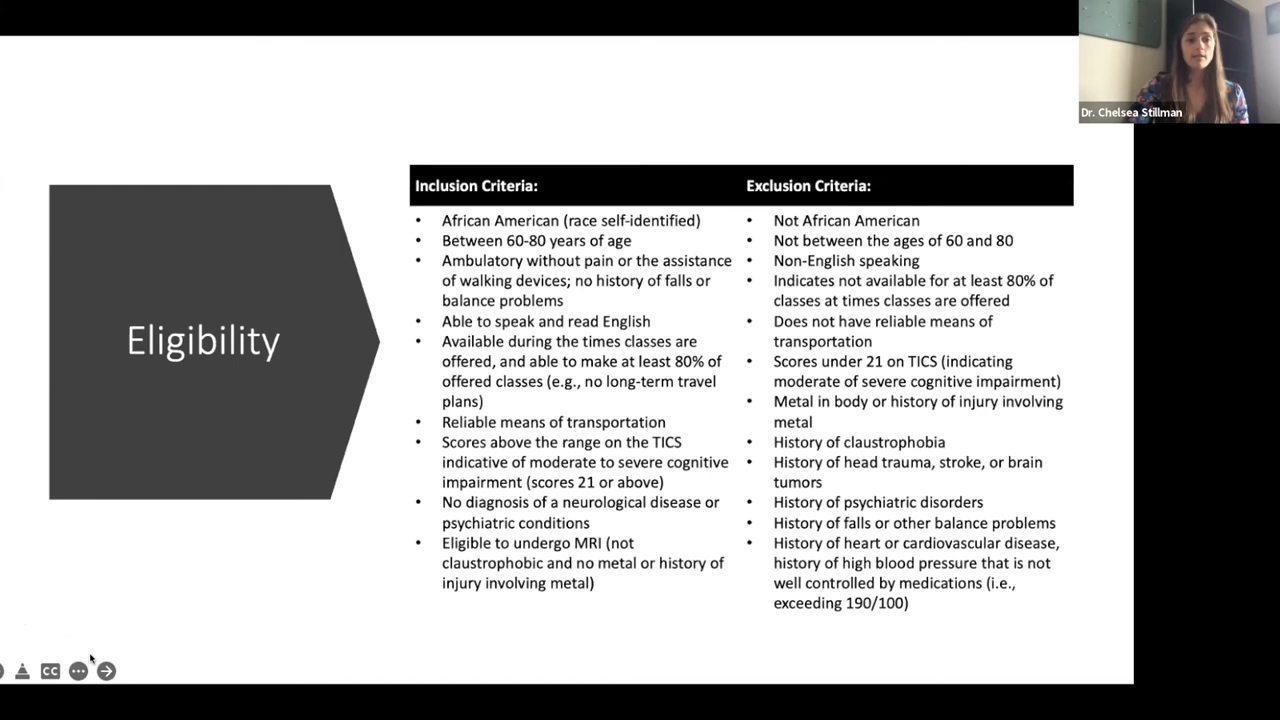 Dr. Chelsea Stillman
Eligibility
Inclusion Criteria:
• African American (race self-identified)
• Between 60-80 years of age
• Ambulatory without pain or the assistance
of walking devices; no history of falls or
balance problems
• Able to speak and read English
• Available during the times classes are
offered, and able to make at least 80% of
offered classes (e.g., no long-term travel
plans)
• Reliable means of transportation
• Scores above the range on the TICS
indicative of moderate to severe cognitive
impairment (scores 21 or above)
• No diagnosis of a neurological disease or
psychiatric conditions
• Eligible to undergo MRI (not
claustrophobic and no metal or history of
injury involving metal)
Exclusion Criteria:
• Not African American
• Not between the ages of 60 and 80
• Non-English speaking
• Indicates not available for at least 80% of
classes at times classes are offered
• Does not have reliable means of
transportation
• Scores under 21 on TICS (indicating
moderate of severe cognitive impairment)
• Metal in body or history of injury involving
metal
• History of claustrophobia
• History of head trauma, stroke, or brain
tumors
• History of psychiatric disorders
• History of falls or other balance problems
• History of heart or cardiovascular disease,
history of high blood pressure that is not
well controlled by medications (i.e.,
exceeding 190/100)
CC